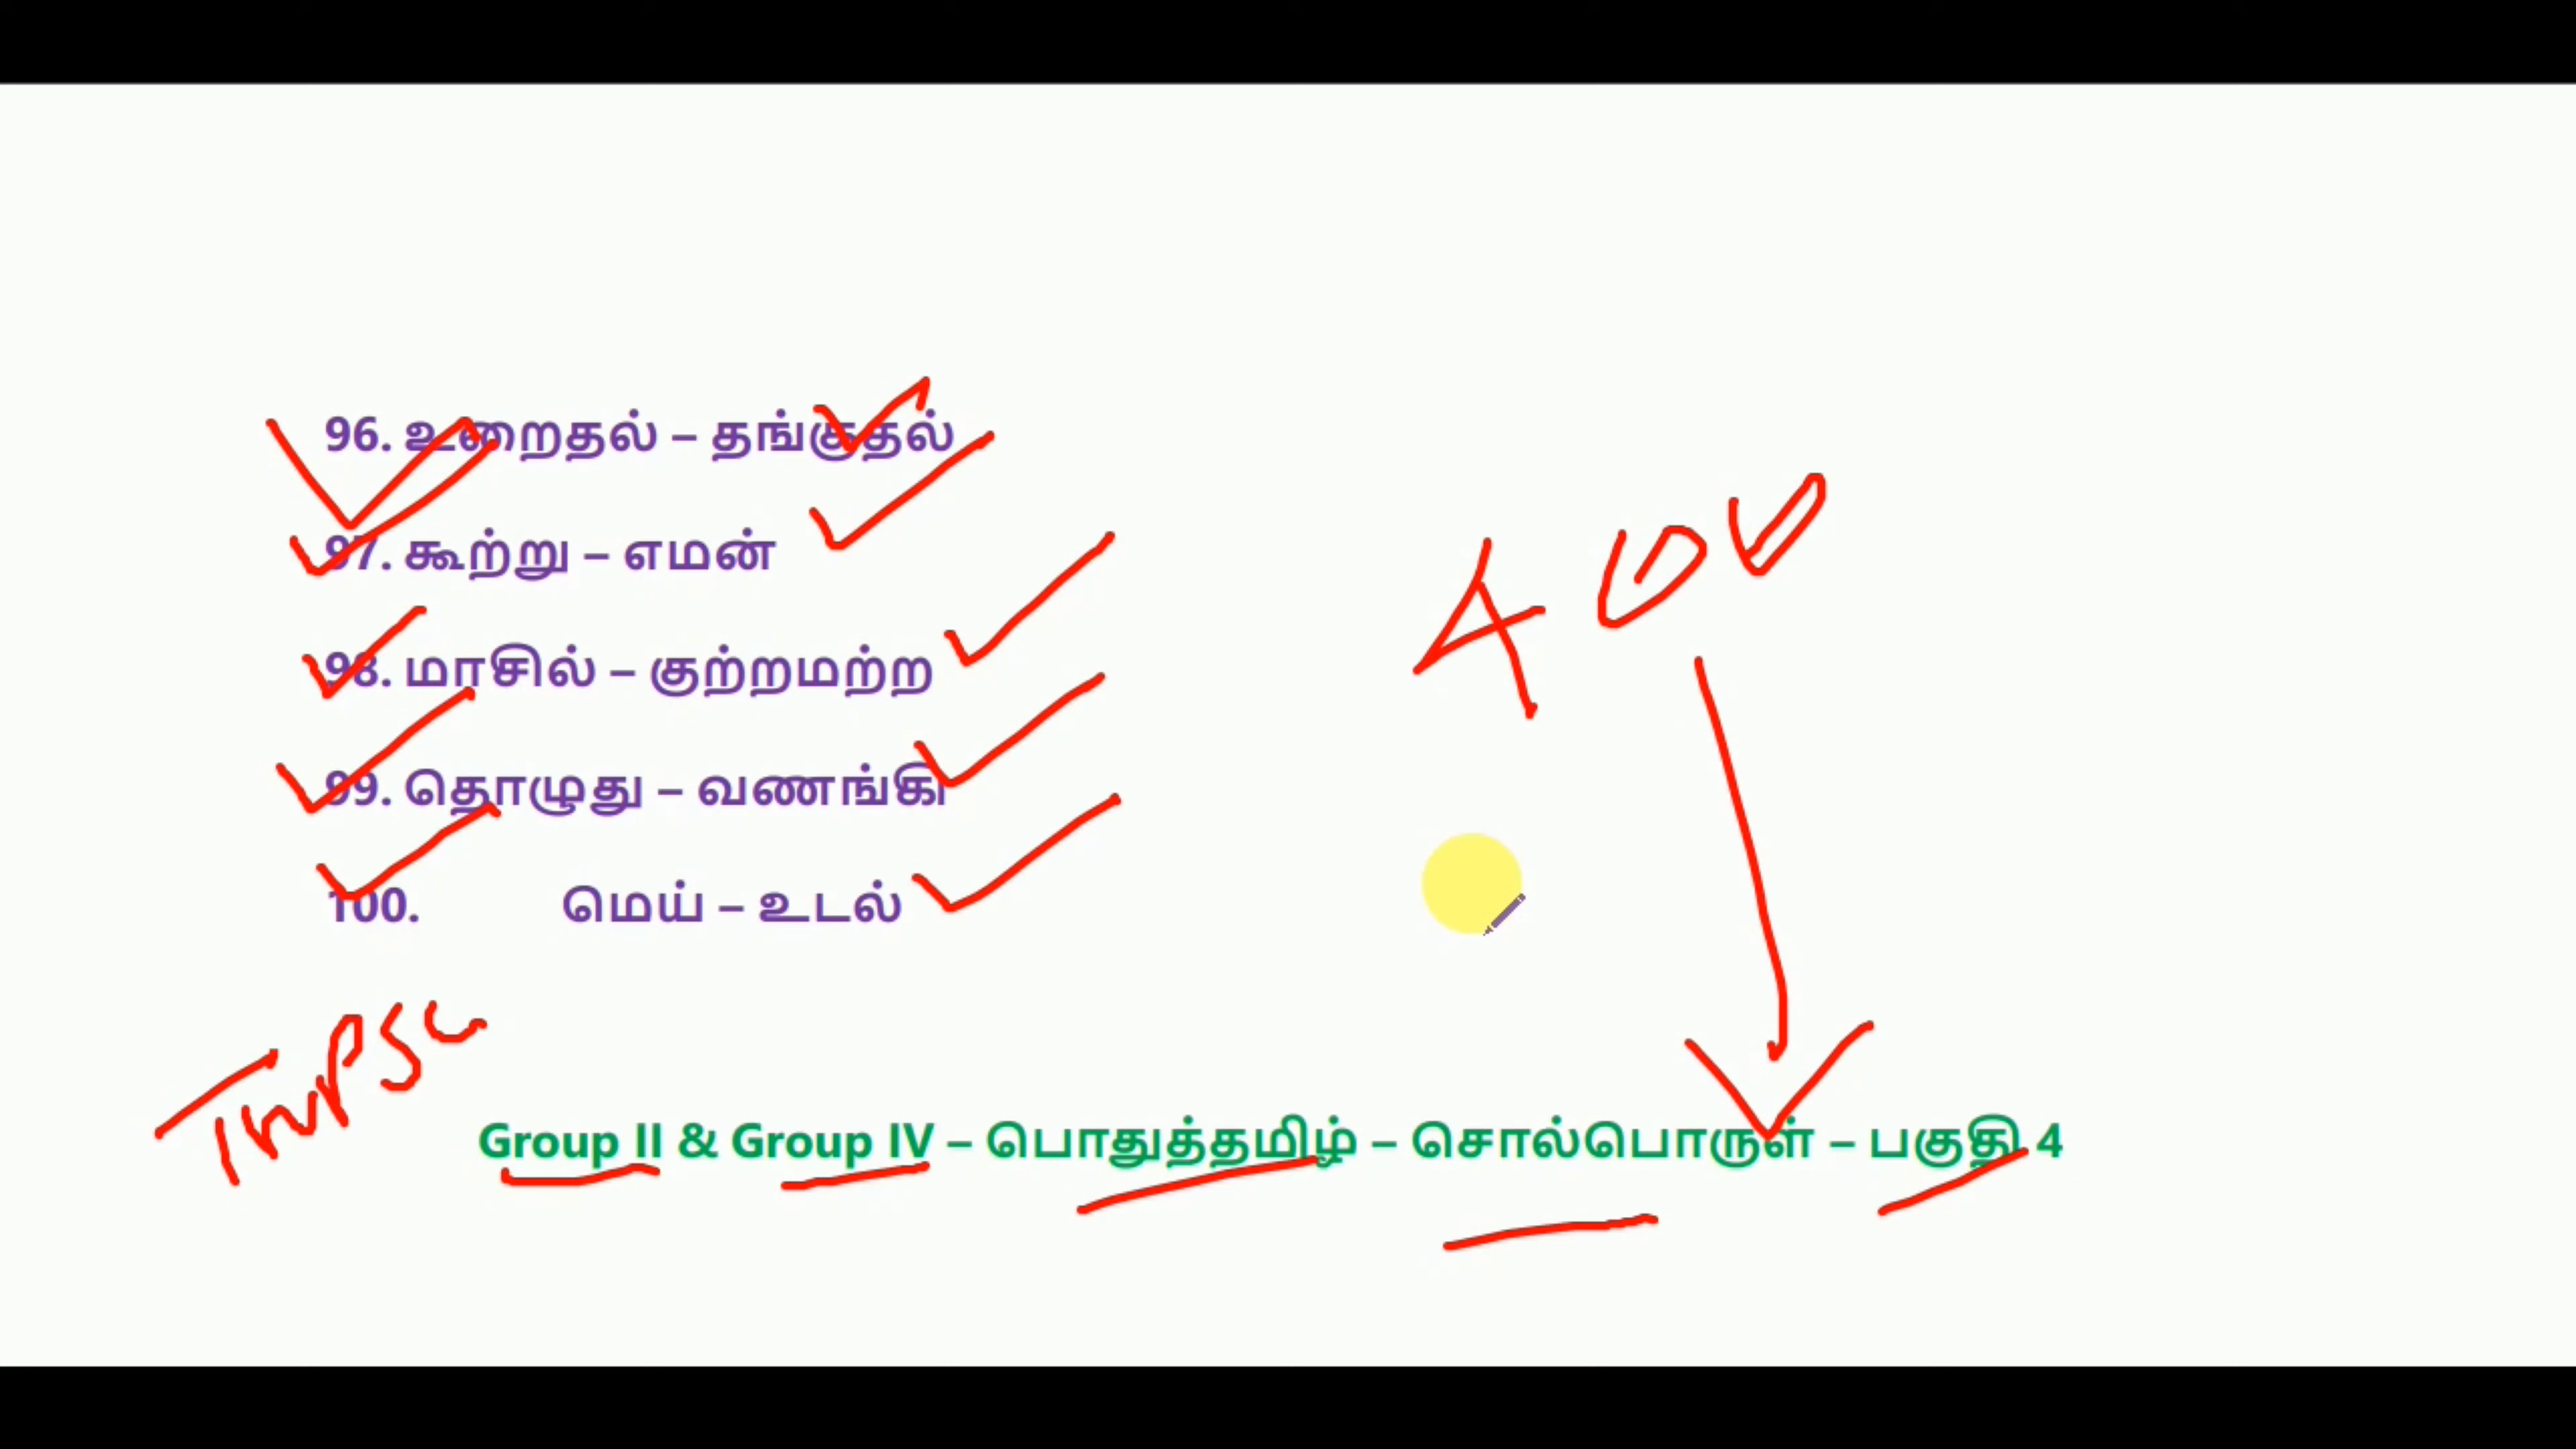 96. உறைதல் – தங்குதல்
97. கூற்று – எமன்
98. மாசில் – குற்றமற்ற
99. தொழுது – வணங்கி
100. மெய் – உடல்
400
TNPSC
Group II & Group IV – பொதுத்தமிழ் – சொல்பொருள் – பகுதி 4